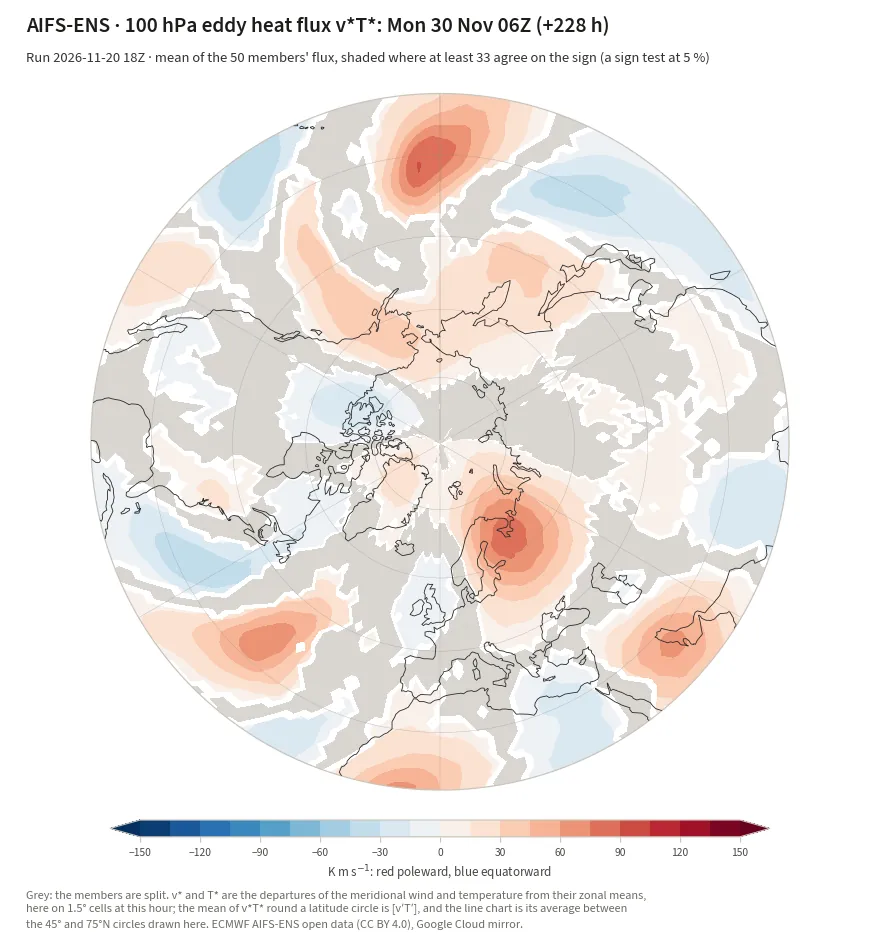 AIFS-ENS · 100 hPa eddy heat flux v*T*: Mon 30 Nov 06Z (+228 h)
Run 2026-11-20 18Z · mean of the 50 members' flux, shaded where at least 33 agree on the sign (a sign test at 5 %)
−150 −120 −90 −60 −30 0 30 60 90 120 150
K m s⁻¹: red poleward, blue equatorward
Grey: the members are split. v* and T* are the departures of the meridional wind and temperature from their zonal means,
here on 1.5° cells at this hour; the mean of v*T* round a latitude circle is [v'T'], and the line chart is its average between
the 45° and 75°N circles drawn here. ECMWF AIFS-ENS open data (CC BY 4.0), Google Cloud mirror.